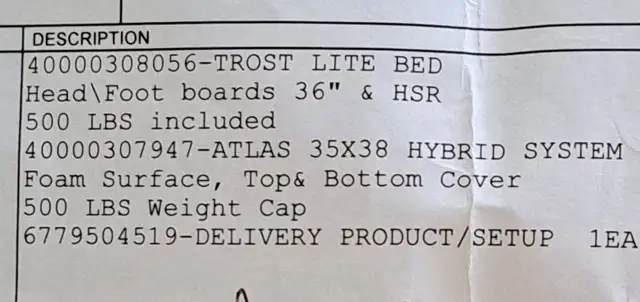 DESCRIPTION
40000308056-TROST LITE BED
Head\Foot boards 36" & HSR
500 LBS included
40000307947-ATLAS 35X38 HYBRID SYSTEM
Foam Surface, Top& Bottom Cover
500 LBS Weight Cap
6779504519-DELIVERY PRODUCT/SETUP 1EA